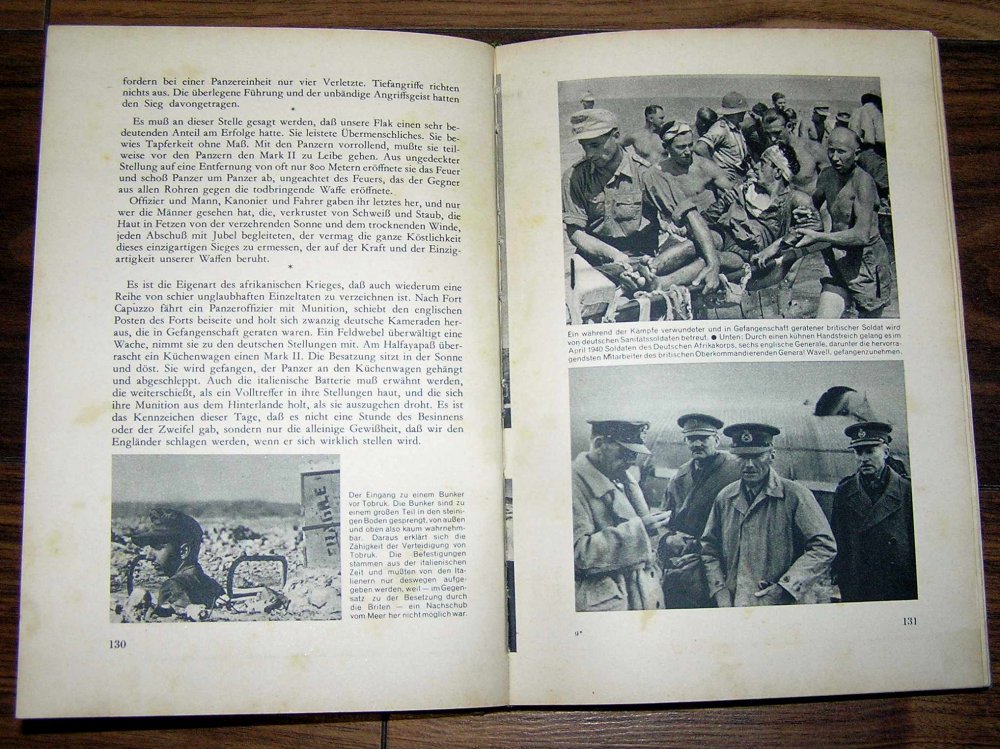 fordern bei einer Panzereinheit nur vier Verletzte. Tiefangriffe richten
nichts aus. Die überlegene Führung und der unbändige Angriffsgeist hatten
den Sieg davongetragen.
*
Es muß an dieser Stelle gesagt werden, daß unsere Flak einen sehr be-
deutenden Anteil am Erfolge hatte. Sie leistete Übermenschliches. Sie be-
wies Tapferkeit ohne Maß. Mit den Panzern vorrollend, mußte sie teil-
weise vor den Panzern den Mark II zu Leibe gehen. Aus ungedeckter
Stellung auf eine Entfernung von oft nur 800 Metern eröffnete sie das Feuer
und schoß Panzer um Panzer ab, ungeachtet des Feuers, das der Gegner
aus allen Rohren gegen die todbringende Waffe eröffnete.
Offizier und Mann, Kanonier und Fahrer gaben ihr letztes her, und nur
wer die Männer gesehen hat, die, verkrustet von Schweiß und Staub, die
Haut in Fetzen von der verzehrenden Sonne und dem trocknenden Winde,
jeden Abschuß mit Jubel begleiteten, der vermag die ganze Köstlichkeit
dieses einzigartigen Sieges zu ermessen, der auf der Kraft und der Einzig-
artigkeit unserer Waffen beruht.
*
Es ist die Eigenart des afrikanischen Krieges, daß auch wiederum eine
Reihe von schier unglaubhaften Einzeltaten zu verzeichnen ist. Nach Fort
Capuzzo fährt ein Panzeroffizier mit Munition, schiebt den englischen
Posten des Forts beiseite und holt sich zwanzig deutsche Kameraden her-
aus, die in Gefangenschaft geraten waren. Ein Feldwebel überwältigt eine
Wache, nimmt sie zu den deutschen Stellungen mit. Am Halfayapaß über-
rascht ein Küchenwagen einen Mark II. Die Besatzung sitzt in der Sonne
und döst. Sie wird gefangen, der Panzer an den Küchenwagen gehängt
und abgeschleppt. Auch die italienische Batterie muß erwähnt werden,
die weiterschießt, als ein Volltreffer in ihre Stellungen haut, und die sich
ihre Munition aus dem Hinterlande holt, als sie auszugehen droht. Es ist
das Kennzeichen dieser Tage, daß es nicht eine Stunde des Besinnens
oder der Zweifel gab, sondern nur die alleinige Gewißheit, daß wir den
Engländer schlagen werden, wenn er sich wirklich stellen wird.
Der Eingang zu einem Bunker
vor Tobruk. Die Bunker sind zu
einem großen Teil in den steini-
gen Boden gesprengt, von außen
und oben also kaum wahrnehm-
bar. Daraus erklärt sich die
Zähigkeit der Verteidigung von
Tobruk. Die Befestigungen
stammen aus der italienischen
Zeit und mußten von den Ita-
lienern nur deswegen aufge-
geben werden, weil — im Gegen-
satz zu der Besetzung durch
die Briten — ein Nachschub
vom Meer her nicht möglich war.
130
Ein während der Kämpfe verwundeter und in Gefangenschaft geratener britischer Soldat wird
von deutschen Sanitätssoldaten betreut. ● Unten: Durch einen kühnen Handstreich gelang es im
April 1940 Soldaten des Deutschen Afrikakorps, sechs englische Generale, darunter die hervorra-
gendsten Mitarbeiter des britischen Oberkommandierenden General Wavell, gefangenzunehmen.
9*
131